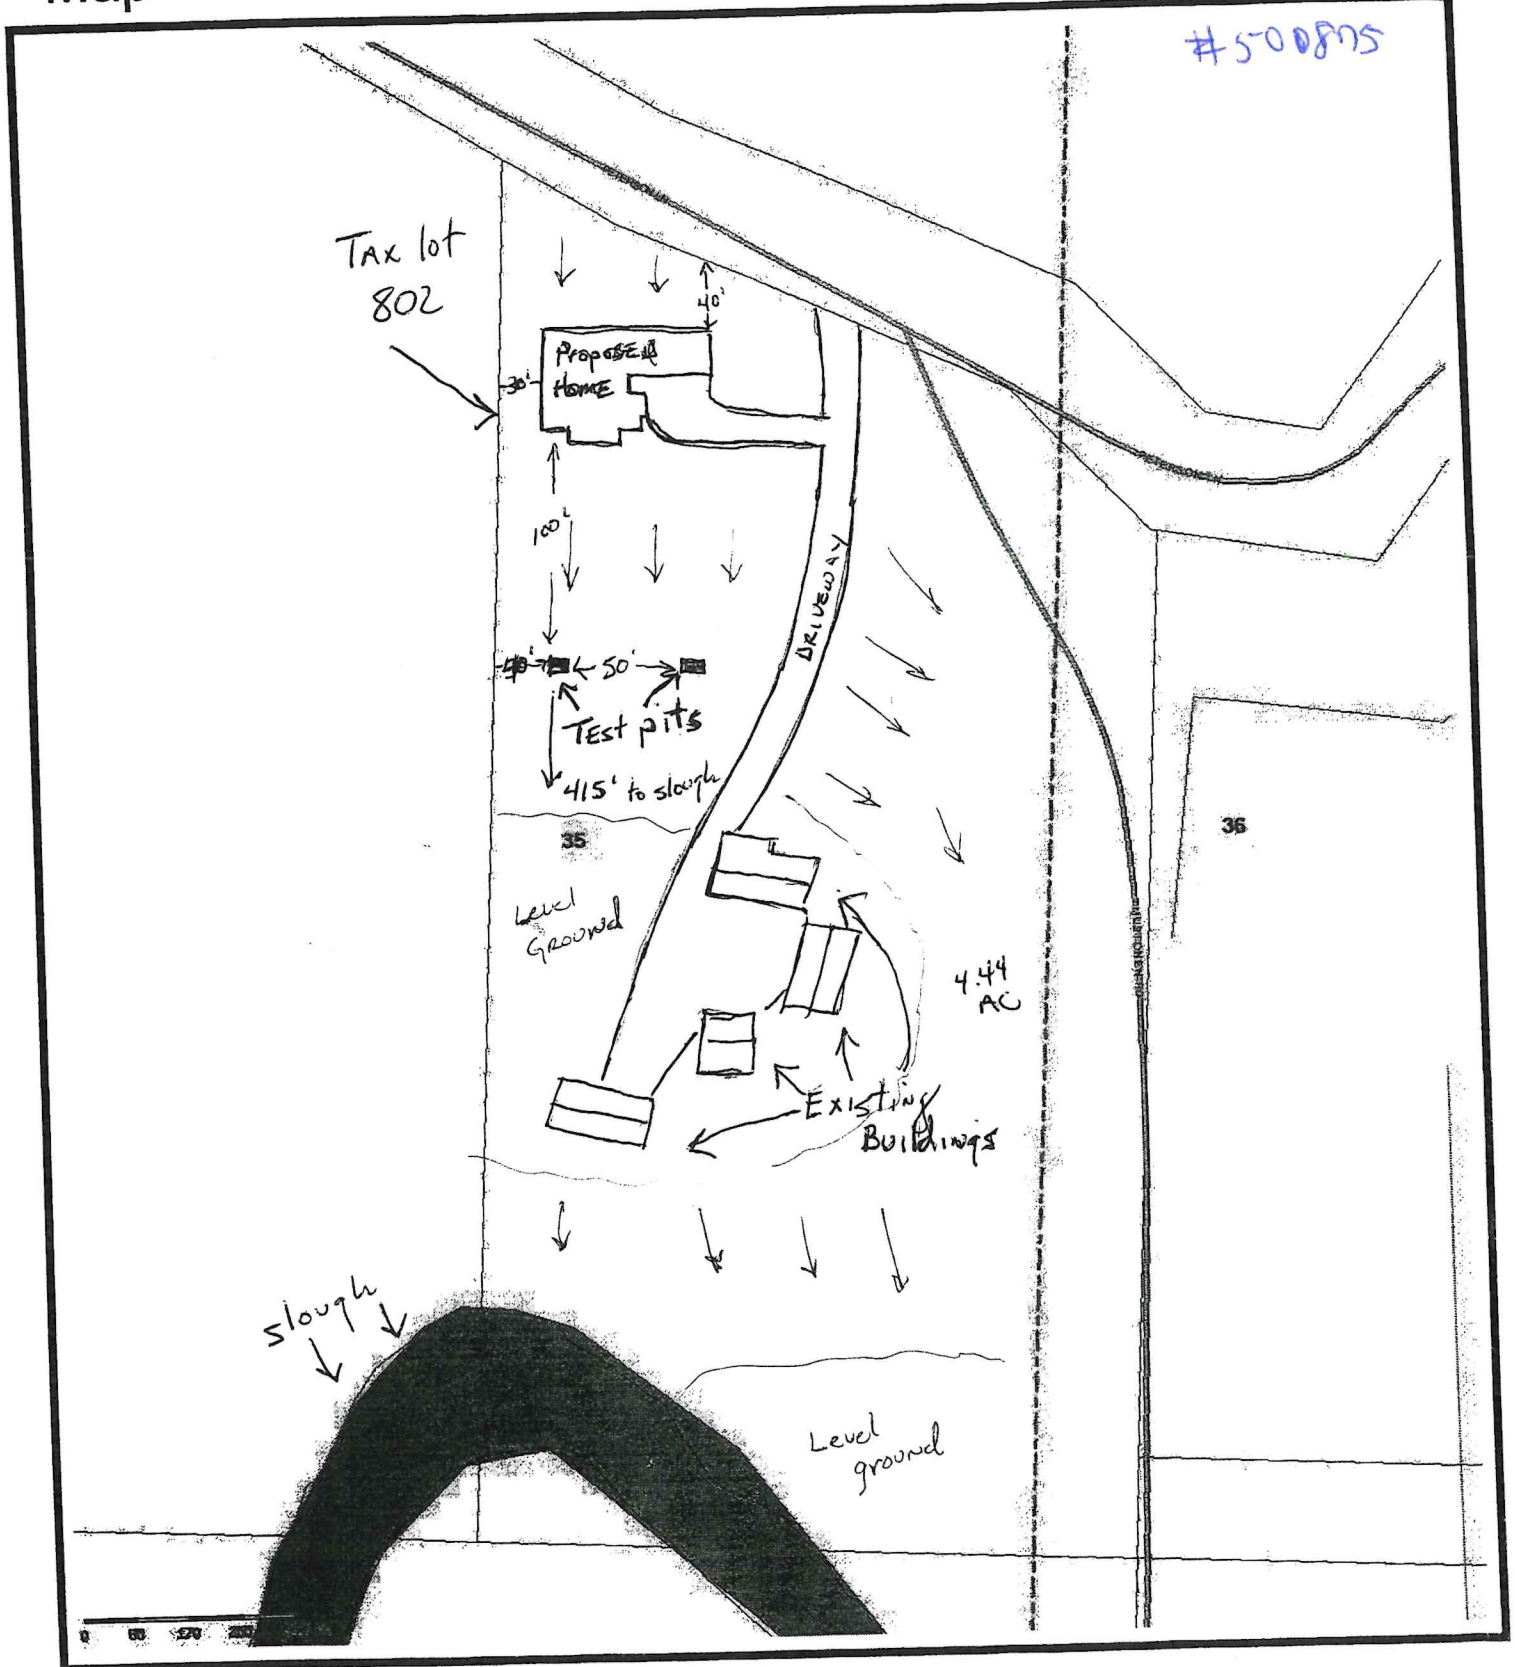 #500875
TAX lot
802
40'
PropoSED
HomE
30'
100'
DRIVEWAY
50'
TEst pits
415' to slough
35
36
Level
GROUND
4.44
AC
Existing
Buildings
slough
Level
ground
0